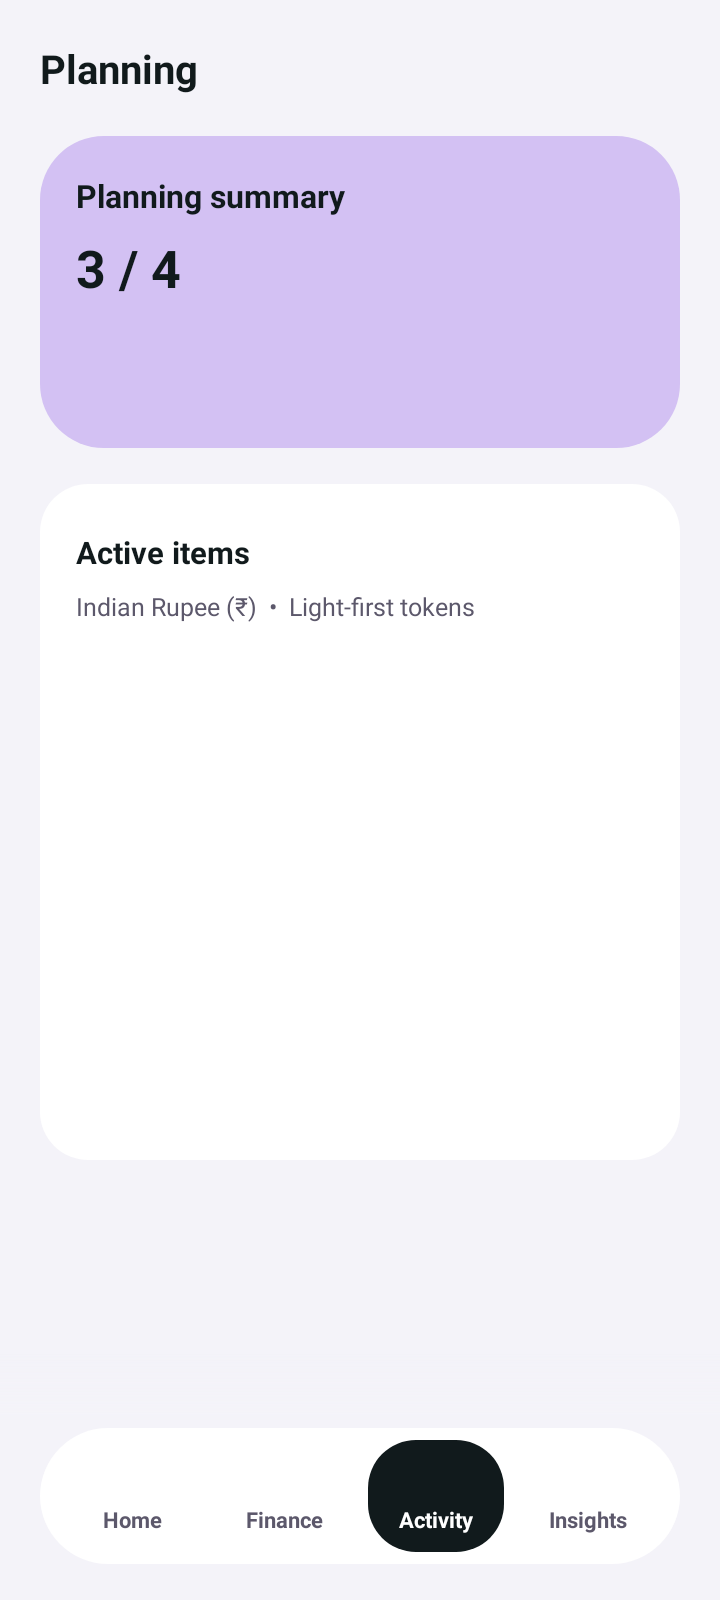 Planning
Planning summary
3 / 4
Active items
Indian Rupee (₹) • Light-first tokens
Home
Finance
Activity
Insights